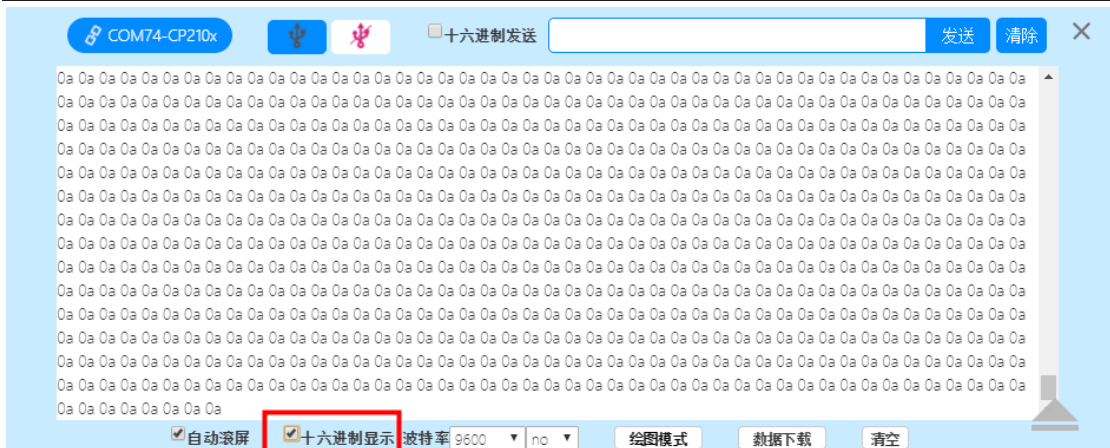 COM74-CP210x 十六进制发送 发送 清除
0a 0a 0a 0a 0a 0a 0a 0a 0a 0a 0a 0a 0a 0a 0a 0a 0a 0a 0a 0a 0a 0a 0a 0a 0a 0a 0a 0a 0a 0a 0a 0a 0a 0a 0a 0a 0a 0a 0a 0a 0a 0a 0a 0a 0a 0a
0a 0a 0a 0a 0a 0a 0a 0a 0a 0a 0a 0a 0a 0a 0a 0a 0a 0a 0a 0a 0a 0a 0a 0a 0a 0a 0a 0a 0a 0a 0a 0a 0a 0a 0a 0a 0a 0a 0a 0a 0a 0a 0a 0a 0a 0a
0a 0a 0a 0a 0a 0a 0a 0a 0a 0a 0a 0a 0a 0a 0a 0a 0a 0a 0a 0a 0a 0a 0a 0a 0a 0a 0a 0a 0a 0a 0a 0a 0a 0a 0a 0a 0a 0a 0a 0a 0a 0a 0a 0a 0a 0a
0a 0a 0a 0a 0a 0a 0a 0a 0a 0a 0a 0a 0a 0a 0a 0a 0a 0a 0a 0a 0a 0a 0a 0a 0a 0a 0a 0a 0a 0a 0a 0a 0a 0a 0a 0a 0a 0a 0a 0a 0a 0a 0a 0a 0a 0a
0a 0a 0a 0a 0a 0a 0a 0a 0a 0a 0a 0a 0a 0a 0a 0a 0a 0a 0a 0a 0a 0a 0a 0a 0a 0a 0a 0a 0a 0a 0a 0a 0a 0a 0a 0a 0a 0a 0a 0a 0a 0a 0a 0a 0a 0a
0a 0a 0a 0a 0a 0a 0a 0a 0a 0a 0a 0a 0a 0a 0a 0a 0a 0a 0a 0a 0a 0a 0a 0a 0a 0a 0a 0a 0a 0a 0a 0a 0a 0a 0a 0a 0a 0a 0a 0a 0a 0a 0a 0a 0a 0a
0a 0a 0a 0a 0a 0a 0a 0a 0a 0a 0a 0a 0a 0a 0a 0a 0a 0a 0a 0a 0a 0a 0a 0a 0a 0a 0a 0a 0a 0a 0a 0a 0a 0a 0a 0a 0a 0a 0a 0a 0a 0a 0a 0a 0a 0a
0a 0a 0a 0a 0a 0a 0a 0a 0a 0a 0a 0a 0a 0a 0a 0a 0a 0a 0a 0a 0a 0a 0a 0a 0a 0a 0a 0a 0a 0a 0a 0a 0a 0a 0a 0a 0a 0a 0a 0a 0a 0a 0a 0a 0a 0a
0a 0a 0a 0a 0a 0a 0a 0a 0a 0a 0a 0a 0a 0a 0a 0a 0a 0a 0a 0a 0a 0a 0a 0a 0a 0a 0a 0a 0a 0a 0a 0a 0a 0a 0a 0a 0a 0a 0a 0a 0a 0a 0a 0a 0a 0a
0a 0a 0a 0a 0a 0a 0a 0a 0a 0a 0a 0a 0a 0a 0a 0a 0a 0a 0a 0a 0a 0a 0a 0a 0a 0a 0a 0a 0a 0a 0a 0a 0a 0a 0a 0a 0a 0a 0a 0a 0a 0a 0a 0a 0a 0a
0a 0a 0a 0a 0a 0a 0a 0a 0a 0a 0a 0a 0a 0a 0a 0a 0a 0a 0a 0a 0a 0a 0a 0a 0a 0a 0a 0a 0a 0a 0a 0a 0a 0a 0a 0a 0a 0a 0a 0a 0a 0a 0a 0a 0a 0a
0a 0a 0a 0a 0a 0a 0a 0a 0a 0a 0a 0a 0a 0a 0a 0a 0a 0a 0a 0a 0a 0a 0a 0a 0a 0a 0a 0a 0a 0a 0a 0a 0a 0a 0a 0a 0a 0a 0a 0a 0a 0a 0a 0a 0a 0a
0a 0a 0a 0a 0a 0a 0a 0a 0a 0a 0a 0a 0a 0a 0a 0a 0a 0a 0a 0a 0a 0a 0a 0a 0a 0a 0a 0a 0a 0a 0a 0a 0a 0a 0a 0a 0a 0a 0a 0a 0a 0a 0a 0a 0a 0a
0a 0a 0a 0a 0a 0a 0a 0a 0a 0a 0a 0a 0a 0a 0a 0a 0a 0a 0a 0a 0a 0a 0a 0a 0a 0a 0a 0a 0a 0a 0a 0a 0a 0a 0a 0a 0a 0a 0a 0a 0a 0a 0a 0a 0a 0a
0a 0a 0a 0a 0a 0a 0a 0a
自动滚屏 十六进制显示 波特率 9600 no 绘图模式 数据下载 清空